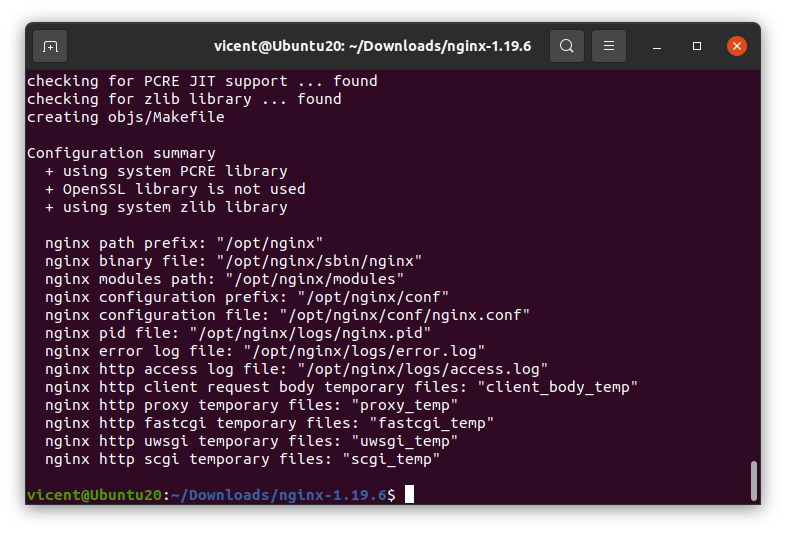 vicent@Ubuntu20: ~/Downloads/nginx-1.19.6
checking for PCRE JIT support ... found
checking for zlib library ... found
creating objs/Makefile
Configuration summary
+ using system PCRE library
+ OpenSSL library is not used
+ using system zlib library
nginx path prefix: "/opt/nginx"
nginx binary file: "/opt/nginx/sbin/nginx"
nginx modules path: "/opt/nginx/modules"
nginx configuration prefix: "/opt/nginx/conf"
nginx configuration file: "/opt/nginx/conf/nginx.conf"
nginx pid file: "/opt/nginx/logs/nginx.pid"
nginx error log file: "/opt/nginx/logs/error.log"
nginx http access log file: "/opt/nginx/logs/access.log"
nginx http client request body temporary files: "client_body_temp"
nginx http proxy temporary files: "proxy_temp"
nginx http fastcgi temporary files: "fastcgi_temp"
nginx http uwsgi temporary files: "uwsgi_temp"
nginx http scgi temporary files: "scgi_temp"
vicent@Ubuntu20:~/Downloads/nginx-1.19.6$